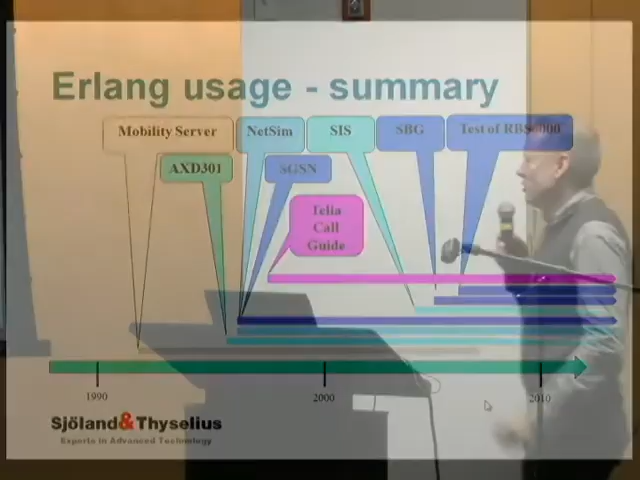 Erlang usage - summary
Mobility Server
NetSim
SIS
SBG
Test of RBS6000
AXD301
SGSN
Telia
Call
Guide
1990
2000
2010
Sjöland&Thyselius
Experts in Advanced Technology